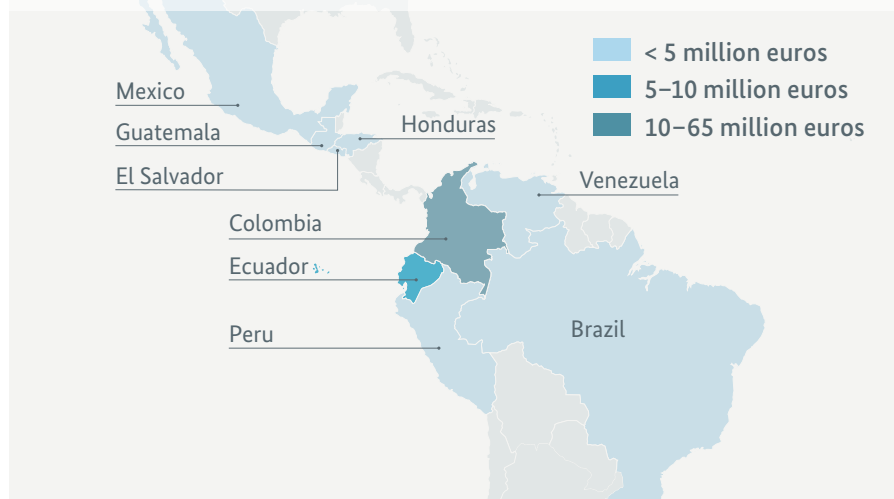 < 5 million euros
5–10 million euros
10–65 million euros
Mexico
Guatemala
Honduras
El Salvador
Venezuela
Colombia
Ecuador
Peru
Brazil